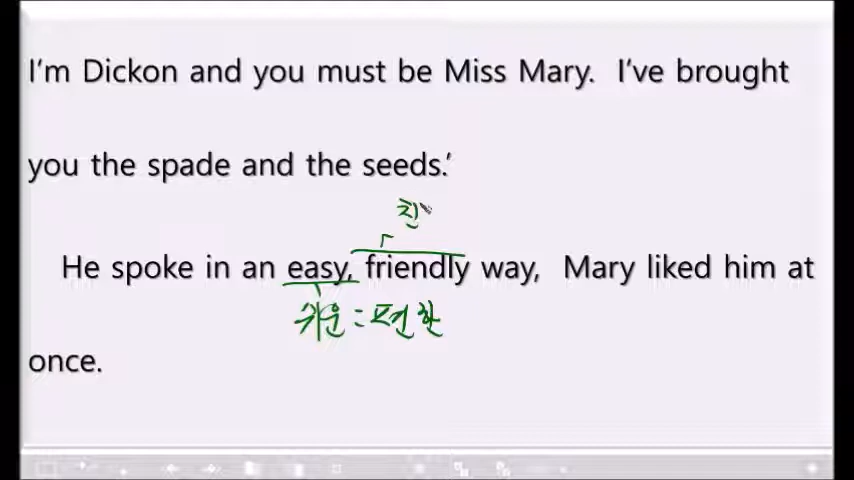 I'm Dickon and you must be Miss Mary. I've brought
you the spade and the seeds.'
친
He spoke in an easy, friendly way, Mary liked him at
쉬운 = 편한
once.